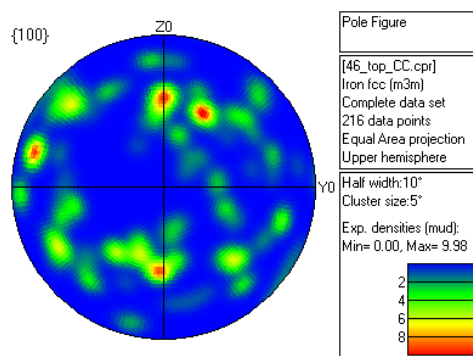 {100}
Z0
Y0
Pole Figure
[46_top_CC.cpr]
Iron fcc (m3m)
Complete data set
216 data points
Equal Area projection
Upper hemisphere
Half width:10°
Cluster size:5°
Exp. densities (mud):
Min= 0.00, Max= 9.98
2
4
6
8